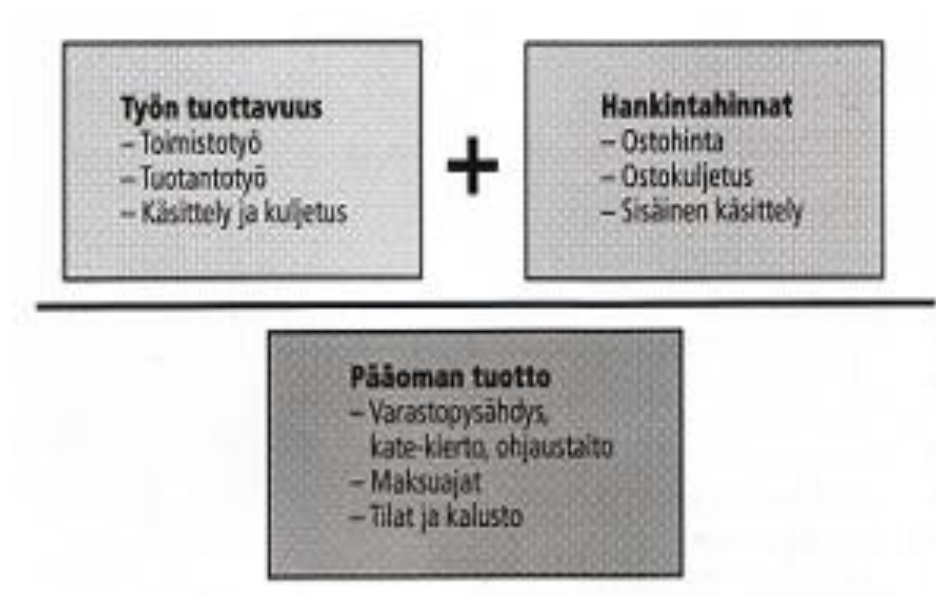 Työn tuottavuus
– Toimistotyö
– Tuotantotyö
– Käsittely ja kuljetus
+
Hankintahinnat
– Ostohinta
– Ostokuljetus
– Sisäinen käsittely
Pääoman tuotto
– Varastopysähdys,
kate-kierto, ohjaustaito
– Maksuajat
– Tilat ja kalusto